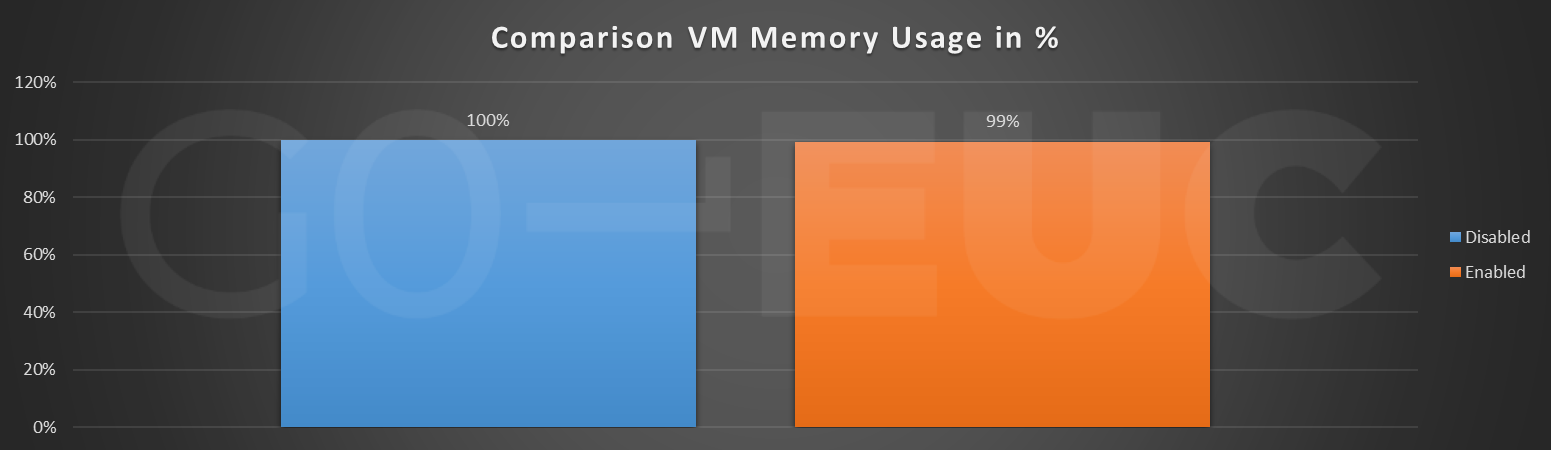 Comparison VM Memory Usage in %
120%
100%
80%
60%
40%
20%
0%
100%
99%
Disabled
Enabled
GO-EUC